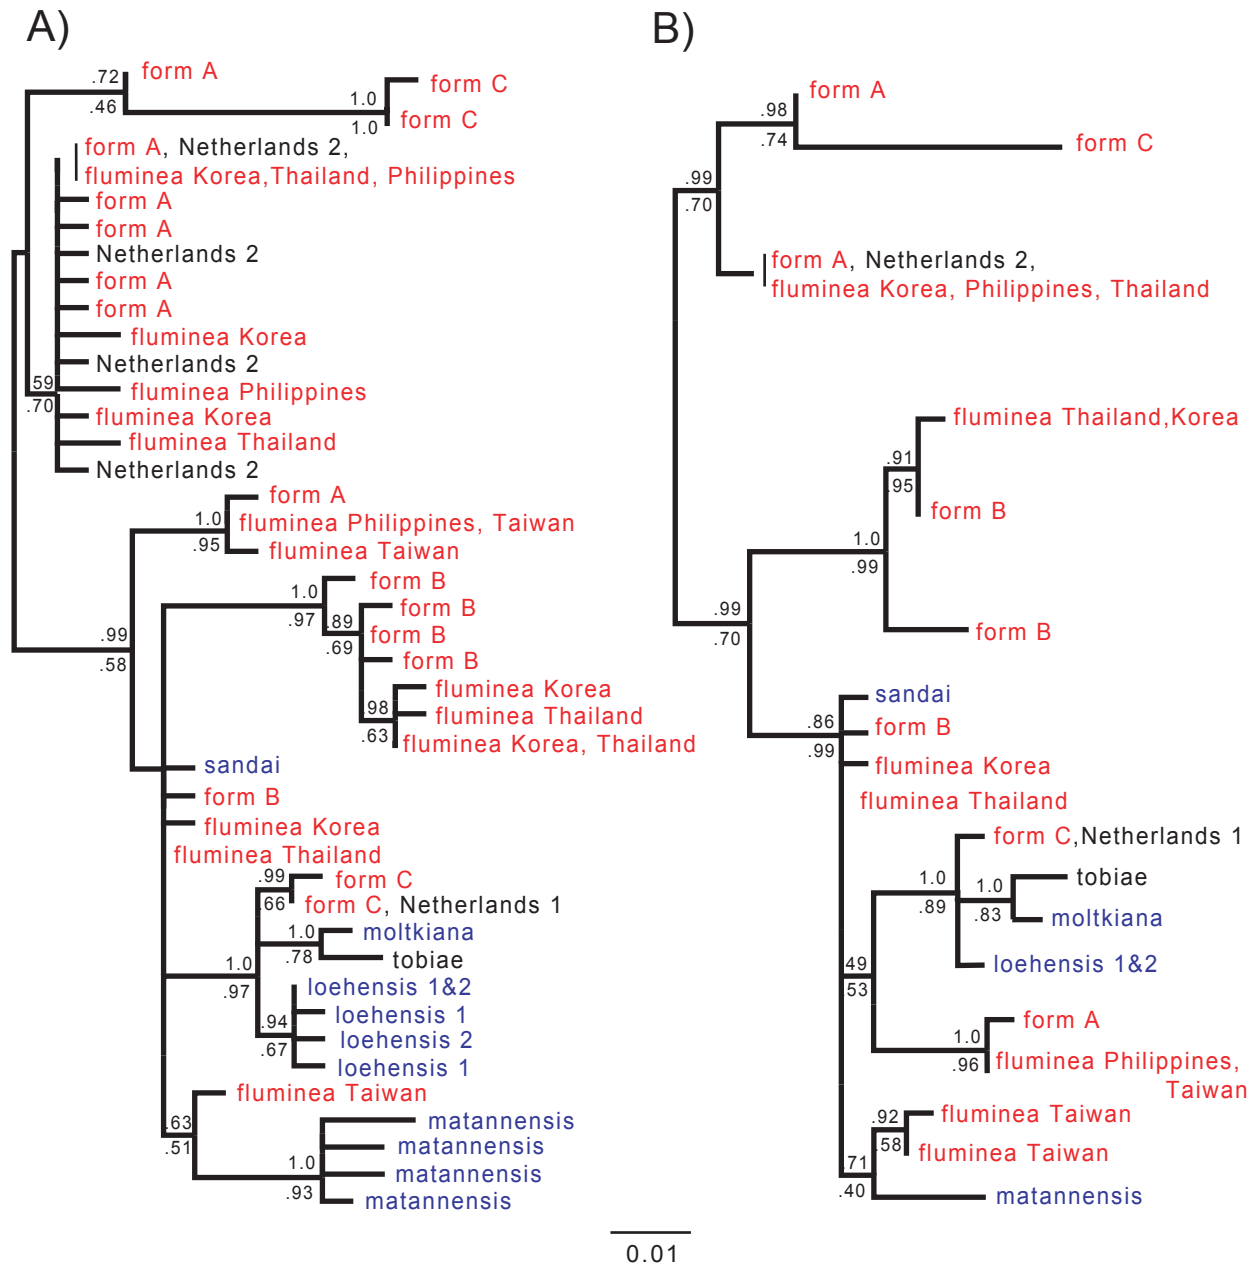 A)
.72
form A
.46
1.0
form C
1.0
form C
form A, Netherlands 2,
fluminea Korea,Thailand, Philippines
form A
form A
Netherlands 2
form A
form A
fluminea Korea
Netherlands 2
59
fluminea Philippines
.70
fluminea Korea
fluminea Thailand
Netherlands 2
form A
1.0
fluminea Philippines, Taiwan
.95
fluminea Taiwan
form B
1.0
form B
.97
.89
form B
.69
form B
.99
.58
fluminea Korea
.98
fluminea Thailand
.63
fluminea Korea, Thailand
sandai
form B
fluminea Korea
fluminea Thailand
.99
form C
.66
form C, Netherlands 1
1.0
moltkiana
.78
tobiae
1.0
.97
loehensis 1&2
loehensis 1
.94
loehensis 2
.67
loehensis 1
fluminea Taiwan
.63
.51
matannensis
matannensis
1.0
matannensis
.93
matannensis
B)
form A
.98
.74
form C
.99
.70
form A, Netherlands 2,
fluminea Korea, Philippines, Thailand
fluminea Thailand,Korea
.91
.95
form B
1.0
.99
form B
.99
.70
sandai
.86
form B
.99
fluminea Korea
fluminea Thailand
form C,Netherlands 1
1.0
.89
1.0
tobiae
.83
moltkiana
loehensis 1&2
49
53
form A
1.0
.96
fluminea Philippines,
Taiwan
.92
fluminea Taiwan
.58
fluminea Taiwan
.71
.40
matannensis
0.01